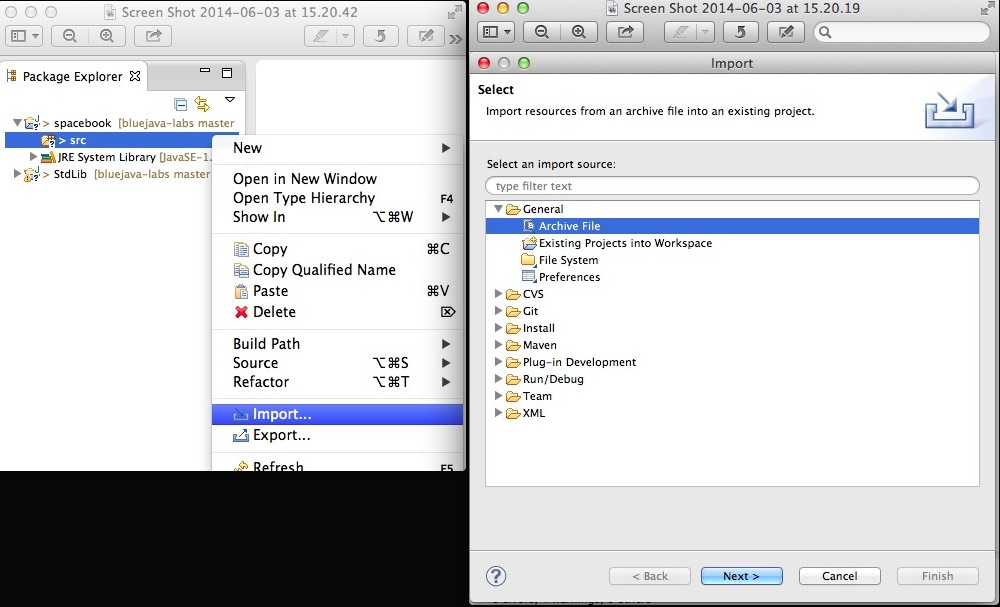 Screen Shot 2014-06-03 at 15.20.42
Package Explorer
> spacebook [bluejava-labs master
> src
JRE System Library [JavaSE-1.
> StdLib [bluejava-labs master
New
Open in New Window
Open Type Hierarchy F4
Show In ⌥⌘W
Copy ⌘C
Copy Qualified Name
Paste ⌘V
Delete ⌦
Build Path
Source ⌥⌘S
Refactor ⌥⌘T
Import...
Export...
Refresh F5
Screen Shot 2014-06-03 at 15.20.19
Import
Select
Import resources from an archive file into an existing project.
Select an import source:
type filter text
General
Archive File
Existing Projects into Workspace
File System
Preferences
CVS
Git
Install
Maven
Plug-in Development
Run/Debug
Team
XML
? < Back Next > Cancel Finish